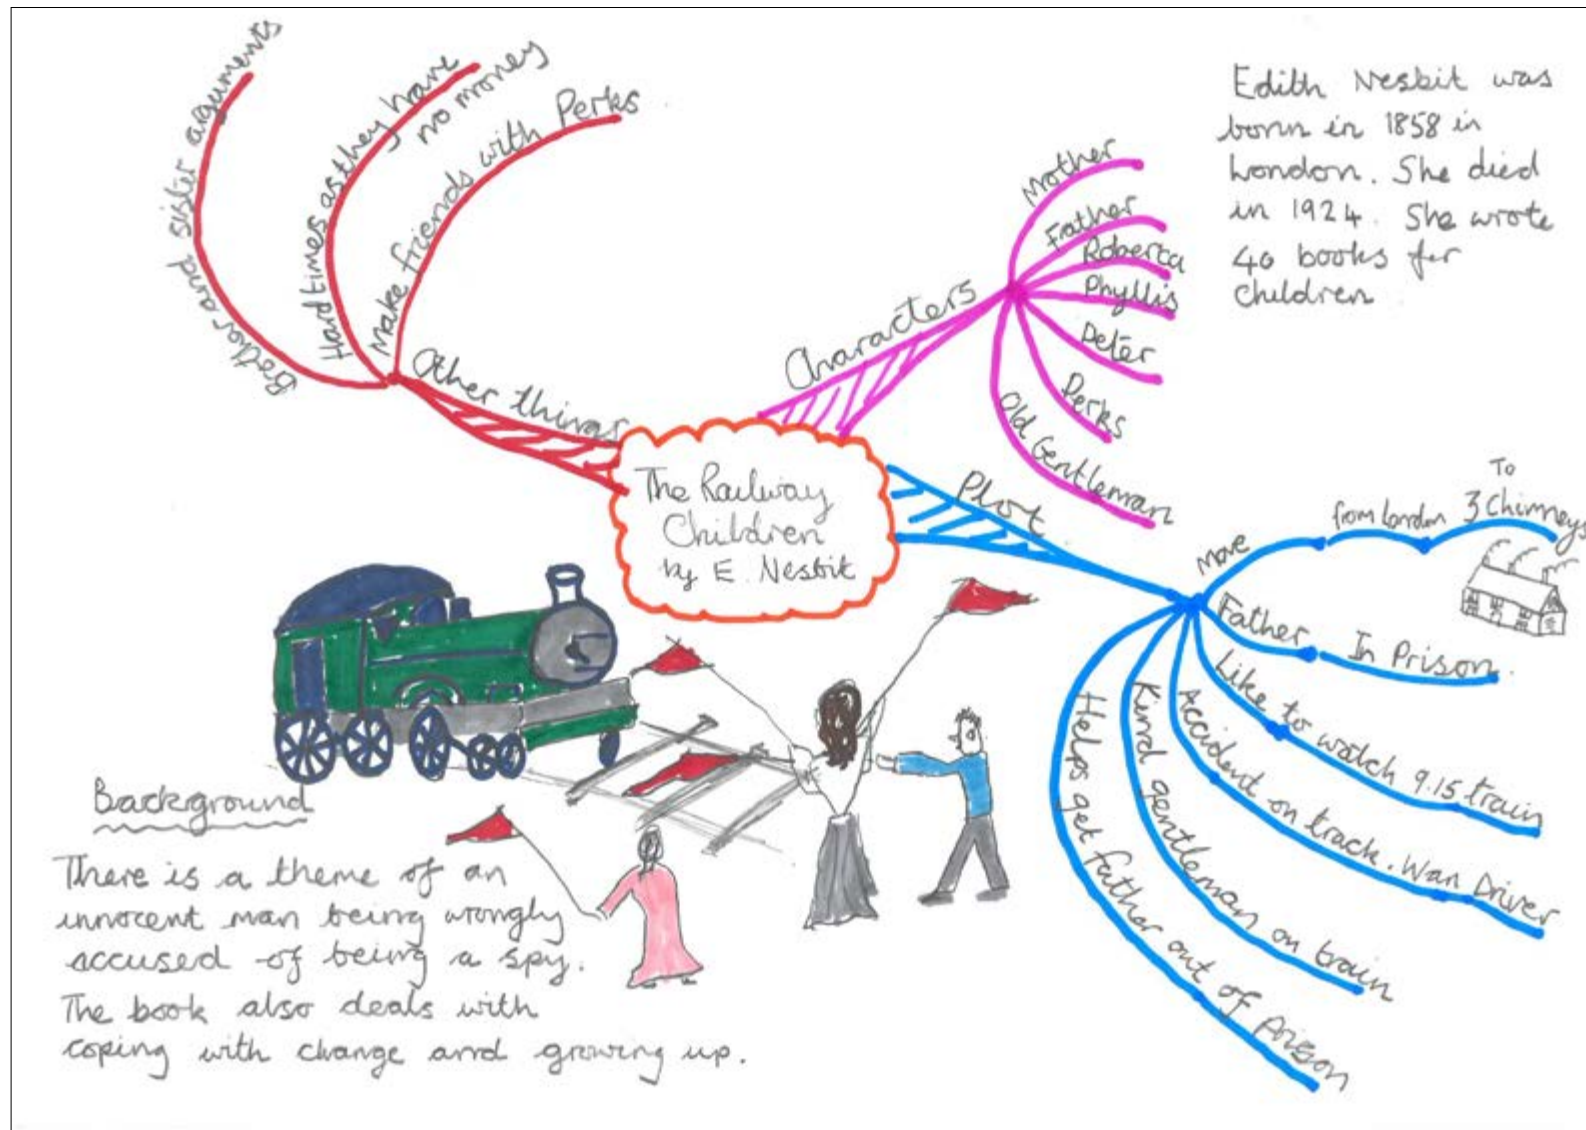 Brother and sister arguments
Hard times as they have
no money
Make friends with Perks
Other things
Characters
Mother
Father
Roberta
Phyllis
Peter
Perks
Old Gentleman
Edith Nesbit was
born in 1858 in
London. She died
in 1924. She wrote
40 books for
children
The Railway
Children
by E. Nesbit
Plot
Move
from London
To
3 Chimneys
Father
In Prison.
Like to watch 9.15 train
Accident on track. Wan Driver
Kind gentleman on train
Helps get father out of Prison
Background
There is a theme of an
innocent man being wrongly
accused of being a spy.
The book also deals with
coping with change and growing up.